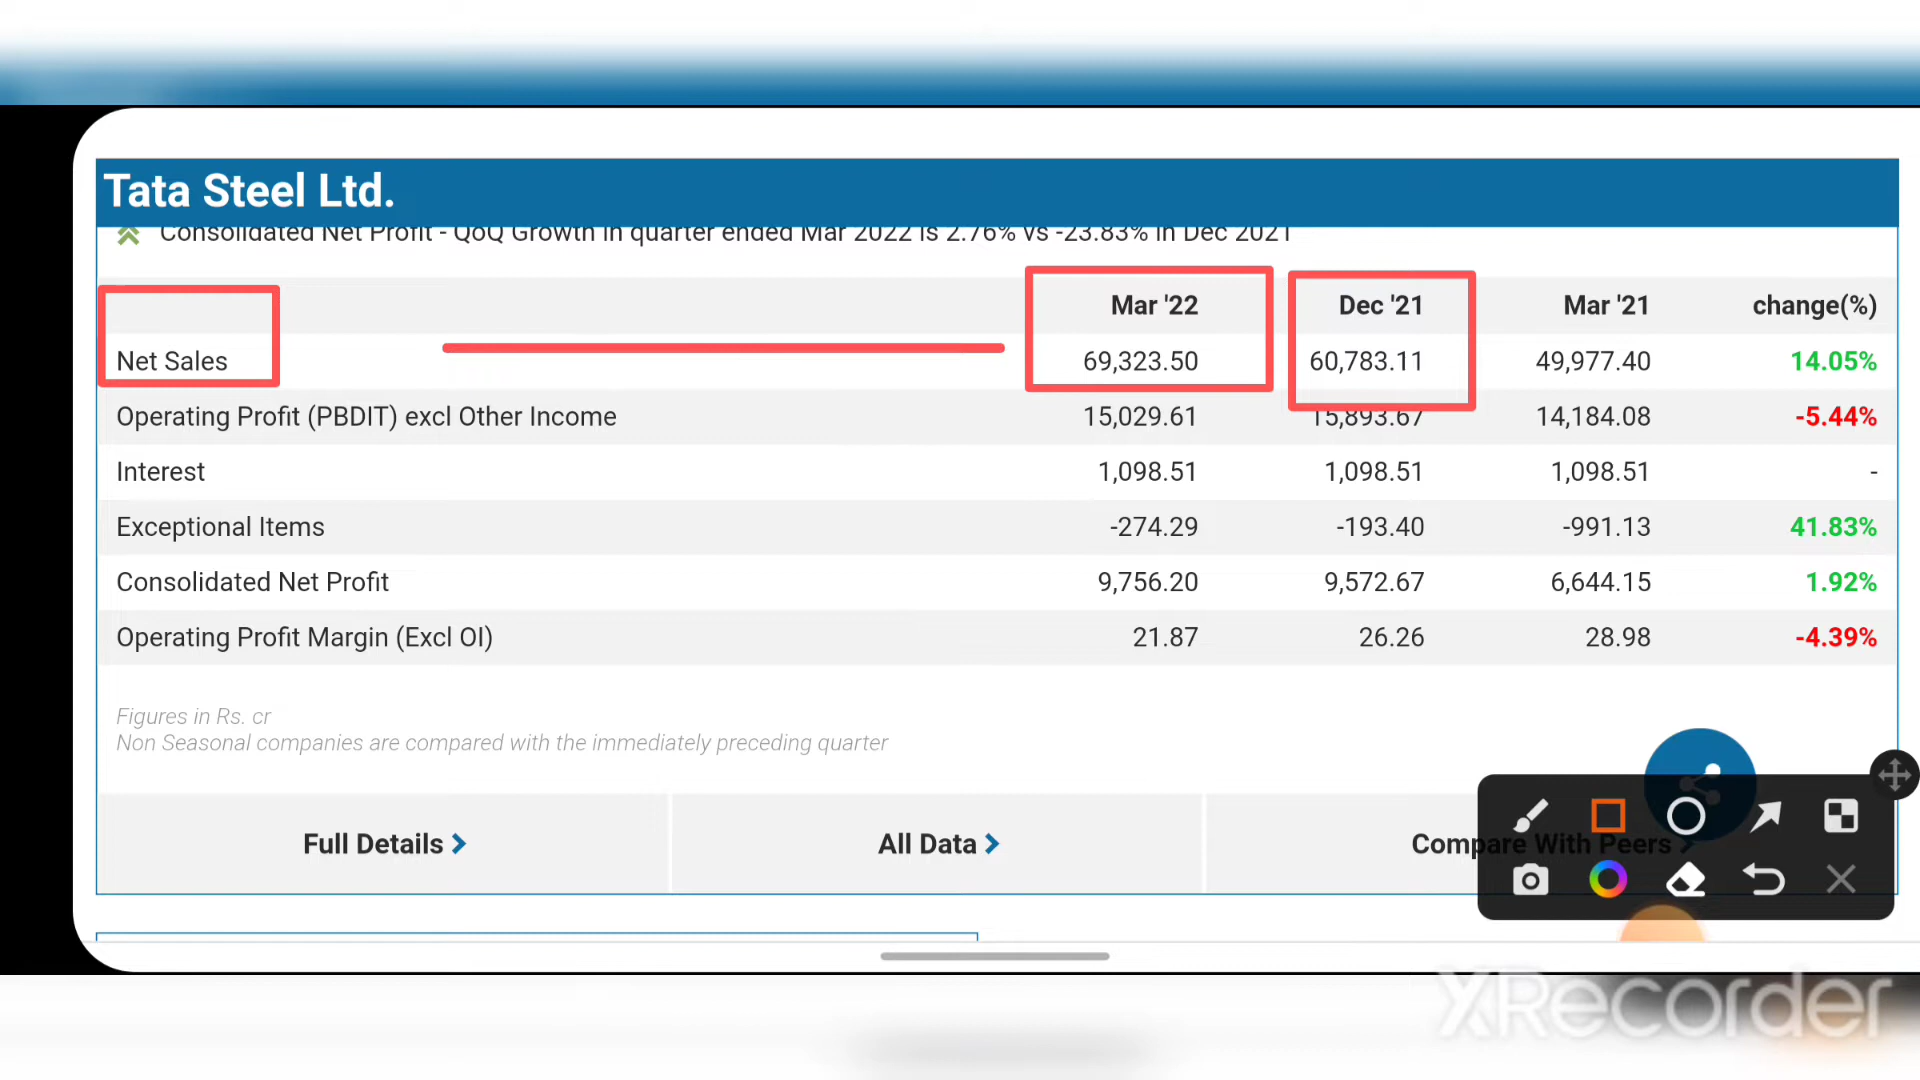 Tata Steel Ltd.
Consolidated Net Profit - QoQ Growth in quarter ended Mar 2022 is 2.76% vs -23.83% in Dec 2021
Mar '22 Dec '21 Mar '21 change(%)
Net Sales 69,323.50 60,783.11 49,977.40 14.05%
Operating Profit (PBDIT) excl Other Income 15,029.61 15,893.67 14,184.08 -5.44%
Interest 1,098.51 1,098.51 1,098.51 -
Exceptional Items -274.29 -193.40 -991.13 41.83%
Consolidated Net Profit 9,756.20 9,572.67 6,644.15 1.92%
Operating Profit Margin (Excl OI) 21.87 26.26 28.98 -4.39%
Figures in Rs. cr
Non Seasonal companies are compared with the immediately preceding quarter
Full Details All Data Compare With Peers
XRecorder